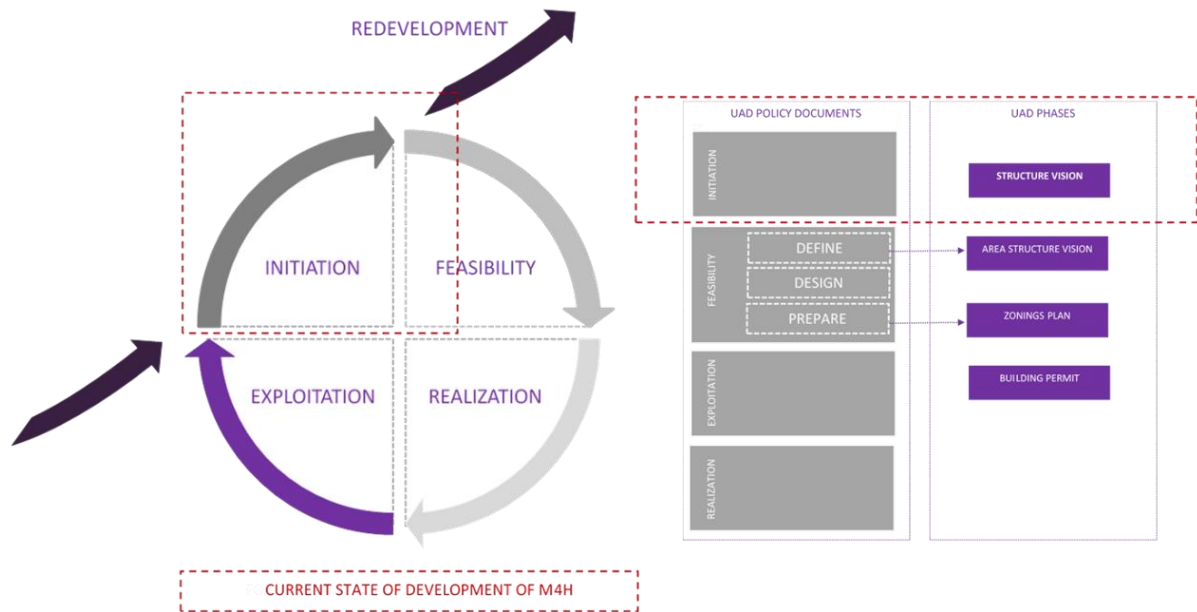 REDEVELOPMENT
INITIATION
FEASIBILITY
EXPLOITATION
REALIZATION
CURRENT STATE OF DEVELOPMENT OF M4H
UAD POLICY DOCUMENTS
UAD PHASES
INITIATION
STRUCTURE VISION
FEASIBILITY
DEFINE
AREA STRUCTURE VISION
DESIGN
PREPARE
ZONINGS PLAN
EXPLOITATION
BUILDING PERMIT
REALIZATION